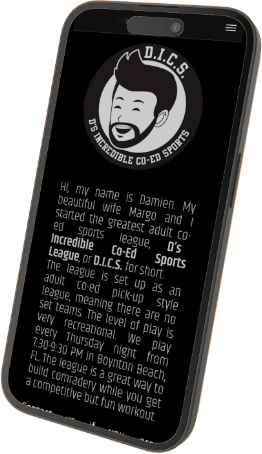 D.I.C.S.
D'S INCREDIBLE CO-ED SPORTS
Hi, my name is Damien. My
beautiful wife Margo and I
started the greatest adult co-
ed sports league, D's
Incredible Co-Ed Sports
League, or D.I.C.S. for short.
The league is set up as an
adult co-ed pick-up style
league, meaning there are no
set teams. The level of play is
very recreational. We play
every Thursday night from
7:30-9:30 PM in Boynton Beach,
FL. The league is a great way to
build comradery while you get
a competitive but fun workout.